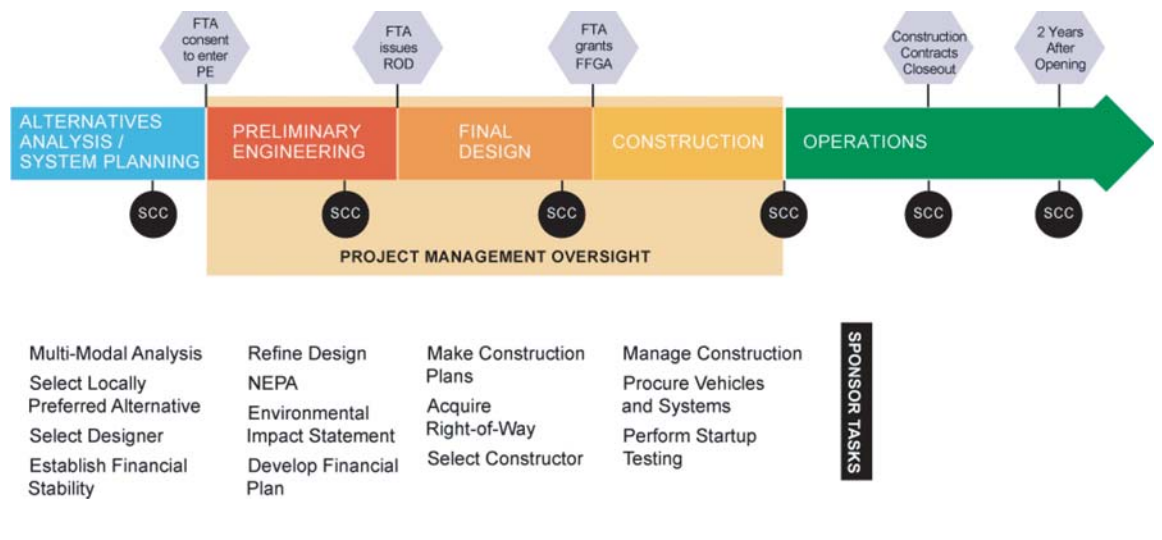 FTA
consent
to enter
PE
FTA
issues
ROD
FTA
grants
FFGA
Construction
Contracts
Closeout
2 Years
After
Opening
ALTERNATIVES
ANALYSIS /
SYSTEM PLANNING
PRELIMINARY
ENGINEERING
FINAL
DESIGN
CONSTRUCTION
OPERATIONS
SCC
SCC
SCC
SCC
SCC
SCC
PROJECT MANAGEMENT OVERSIGHT
Multi-Modal Analysis
Select Locally
Preferred Alternative
Select Designer
Establish Financial
Stability
Refine Design
NEPA
Environmental
Impact Statement
Develop Financial
Plan
Make Construction
Plans
Acquire
Right-of-Way
Select Constructor
Manage Construction
Procure Vehicles
and Systems
Perform Startup
Testing
SPONSOR TASKS